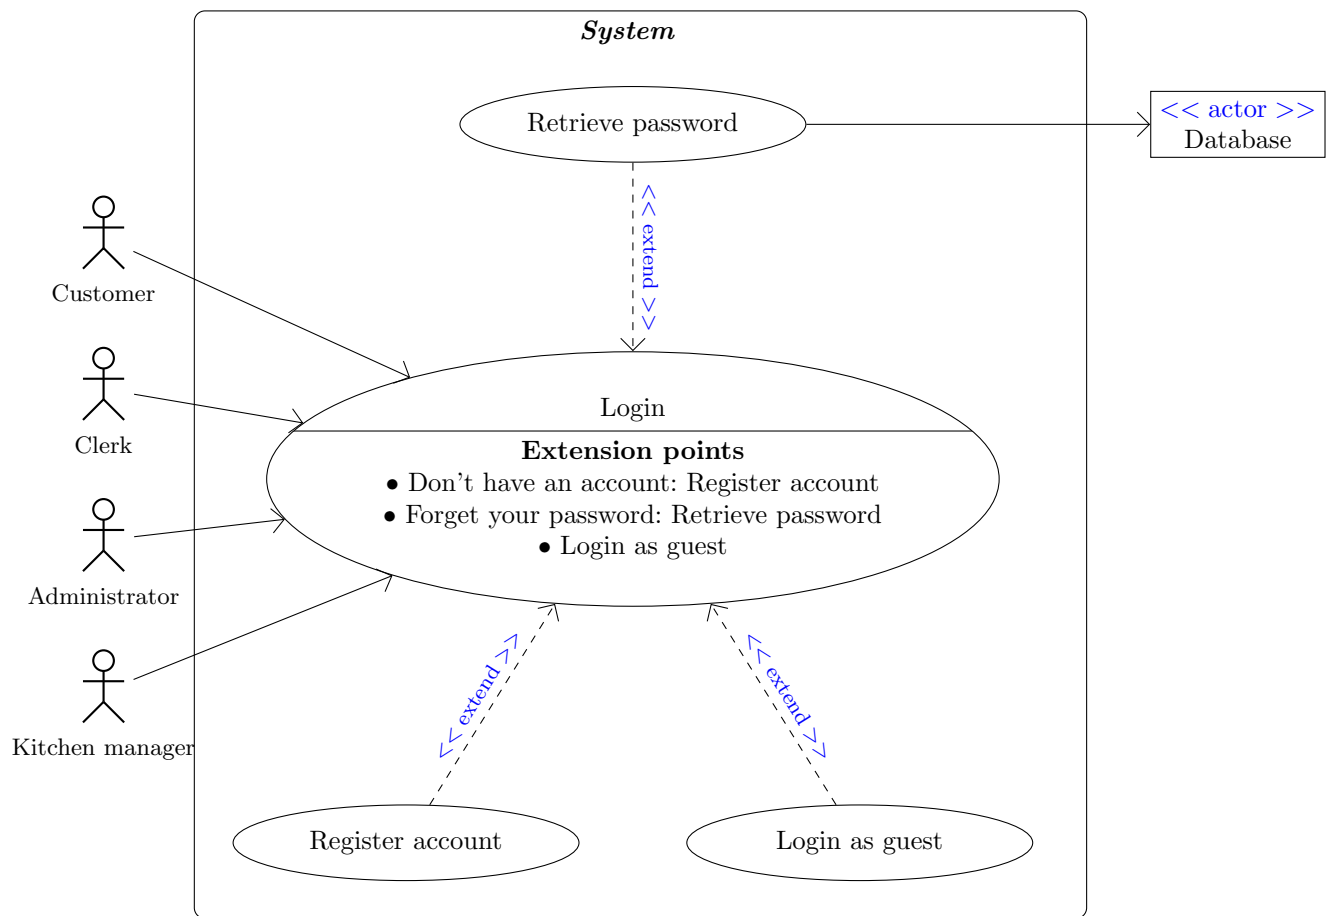 System
Retrieve password
<< actor >>
Database
<< extend >>
Customer
Clerk
Administrator
Kitchen manager
Login
Extension points
• Don't have an account: Register account
• Forget your password: Retrieve password
• Login as guest
<< extend >>
<< extend >>
Register account
Login as guest